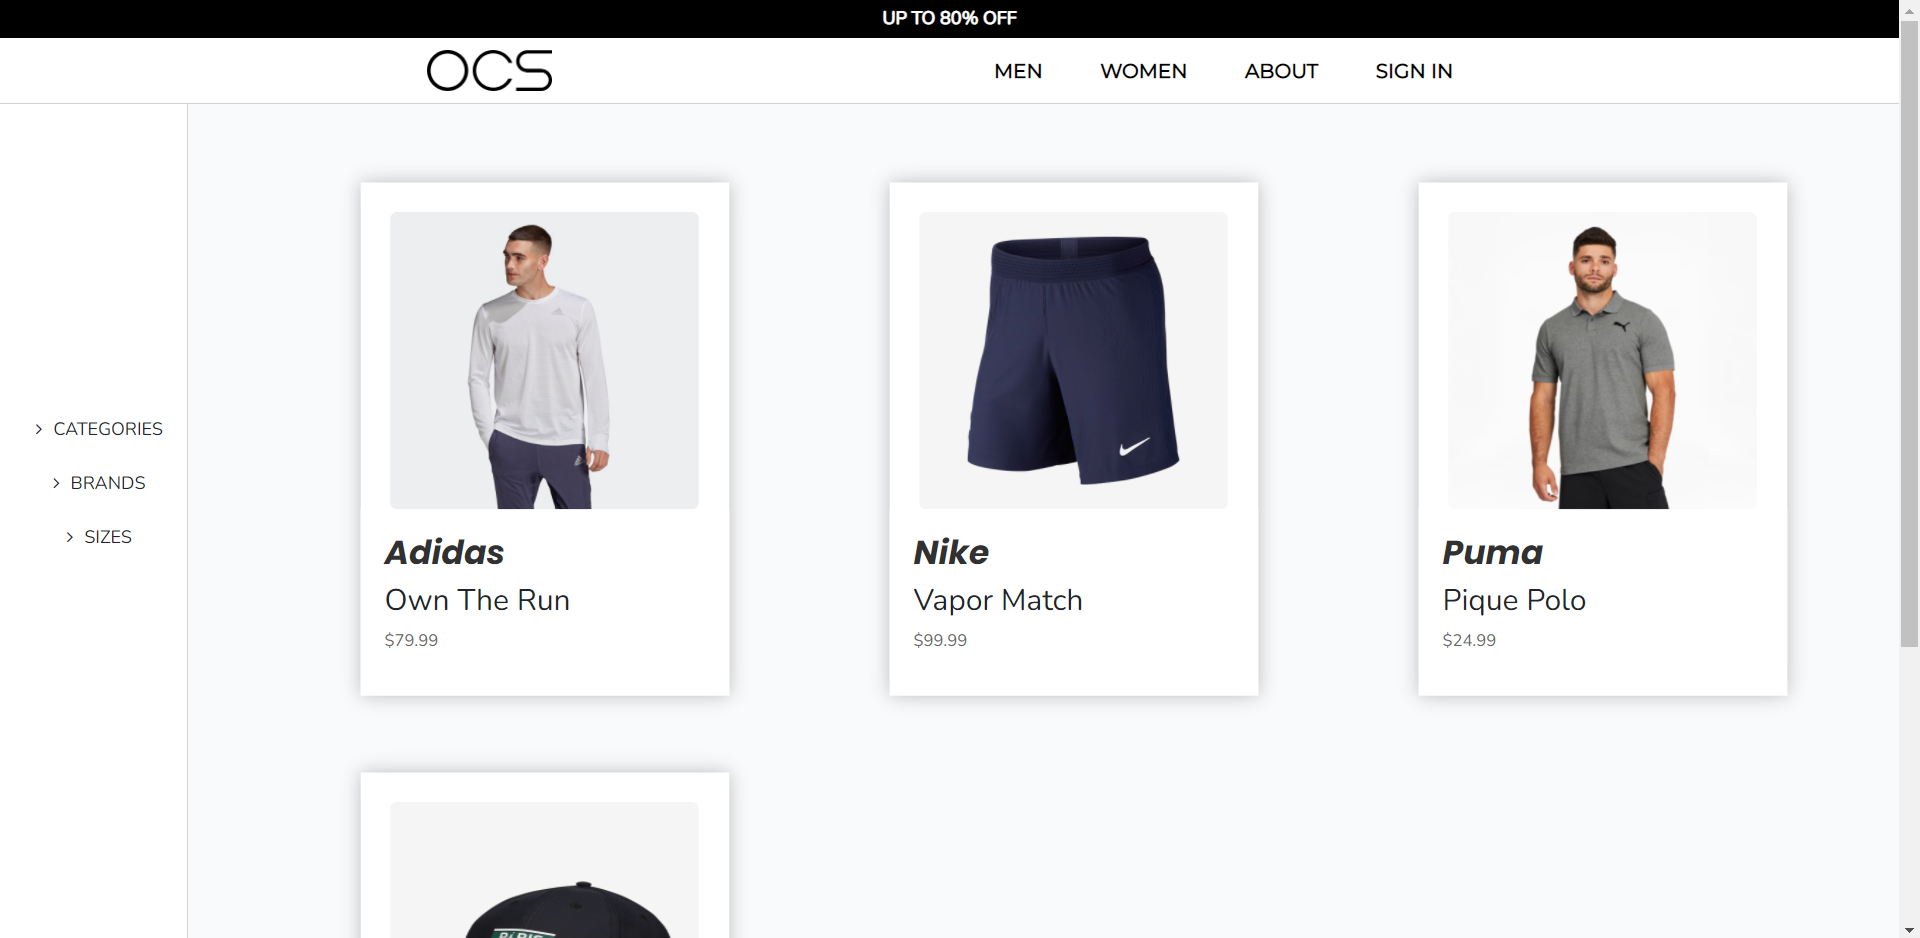 UP TO 80% OFF
OCS
MEN WOMEN ABOUT SIGN IN
CATEGORIES
BRANDS
SIZES
Adidas
Own The Run
$79.99
Nike
Vapor Match
$99.99
Puma
Pique Polo
$24.99